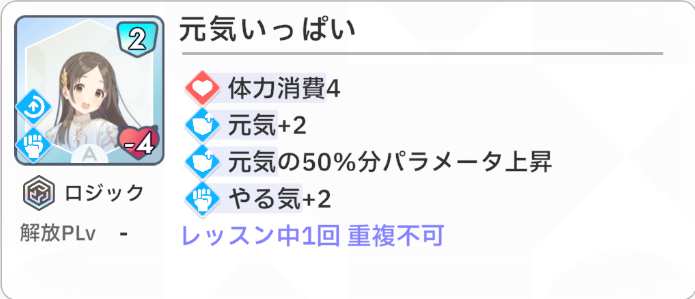 元気いっぱい
2
-4
A
体力消費4
元気+2
元気の50%分パラメータ上昇
やる気+2
レッスン中1回 重複不可
ロジック
解放PLv -